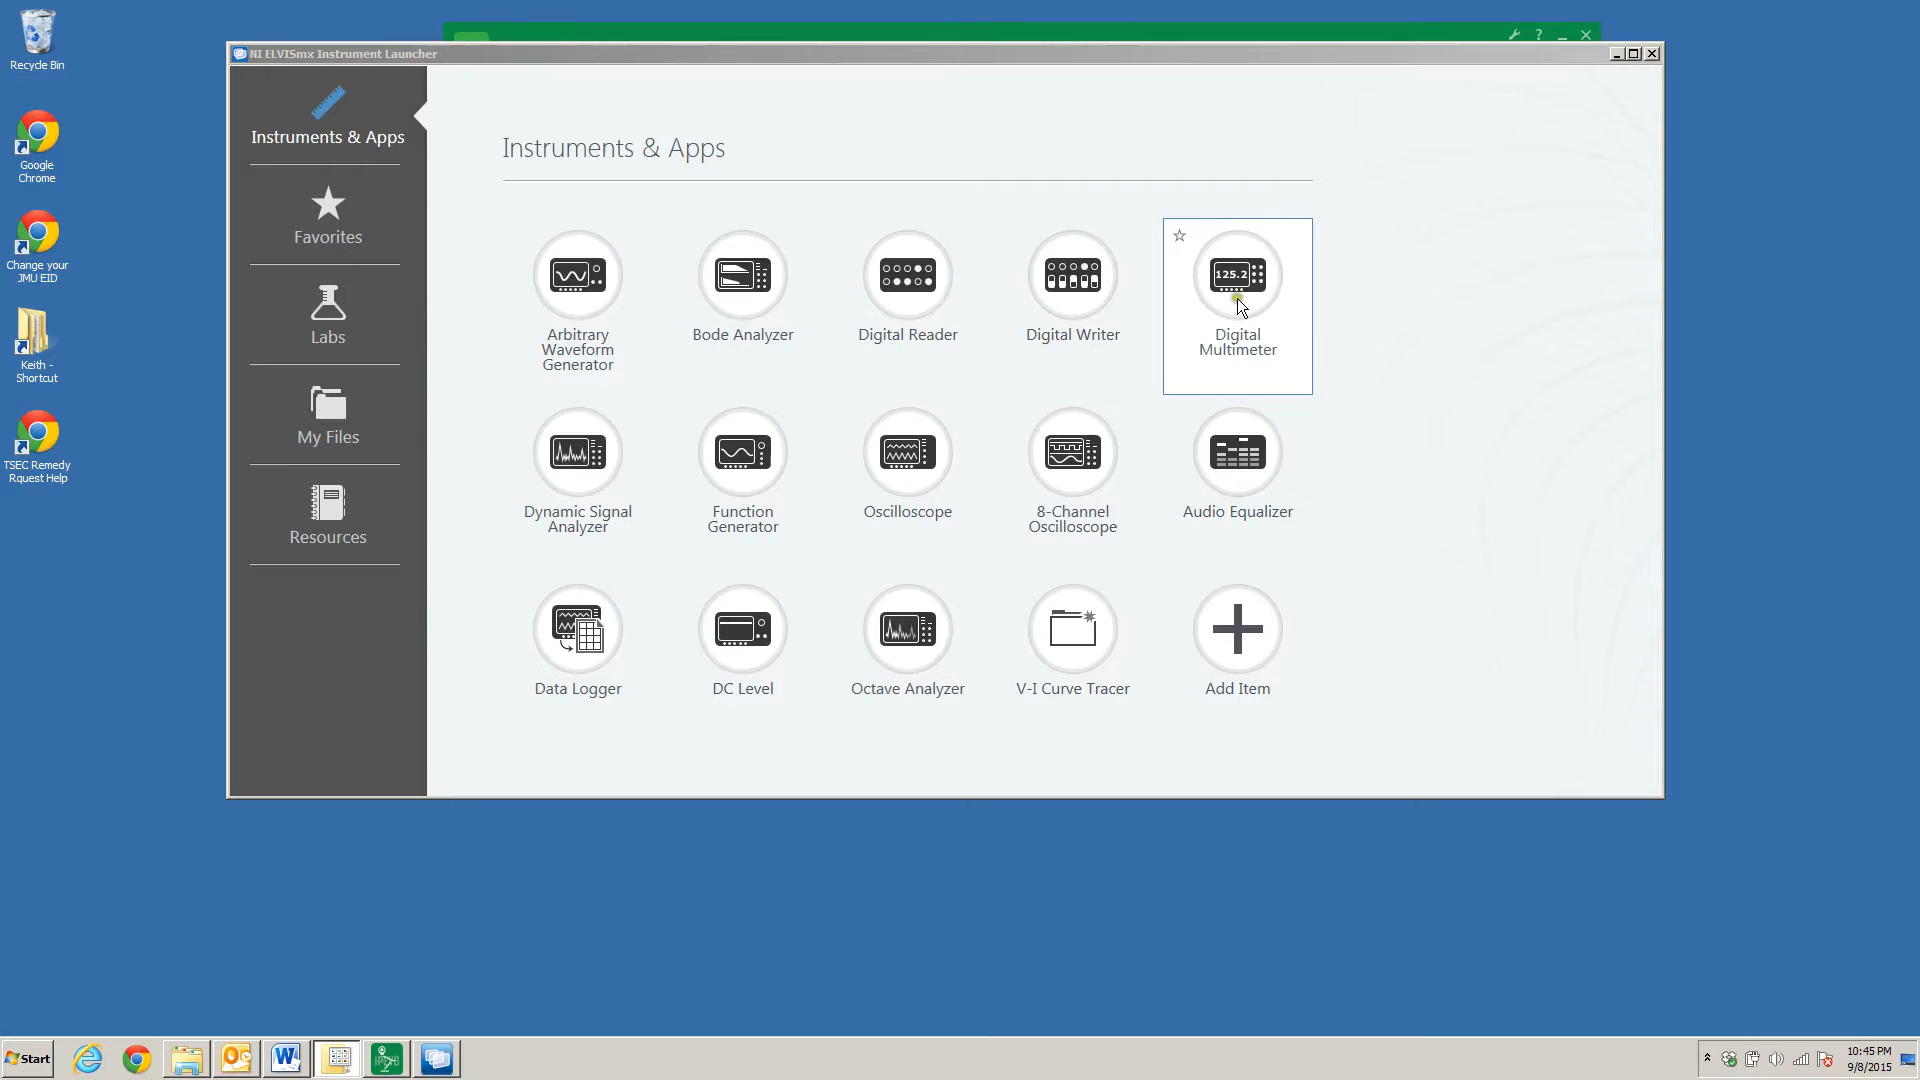 Recycle Bin
Google
Chrome
Change your
JMU EID
Keith -
Shortcut
TSEC Remedy
Rquest Help
?
NI ELVISmx Instrument Launcher
Instruments & Apps
Favorites
Labs
My Files
Resources
Instruments & Apps
Arbitrary
Waveform
Generator
Bode Analyzer
Digital Reader
Digital Writer
125.2
Digital
Multimeter
Dynamic Signal
Analyzer
Function
Generator
Oscilloscope
8-Channel
Oscilloscope
Audio Equalizer
Data Logger
DC Level
Octave Analyzer
V-I Curve Tracer
Add Item
Start
10:45 PM
9/8/2015